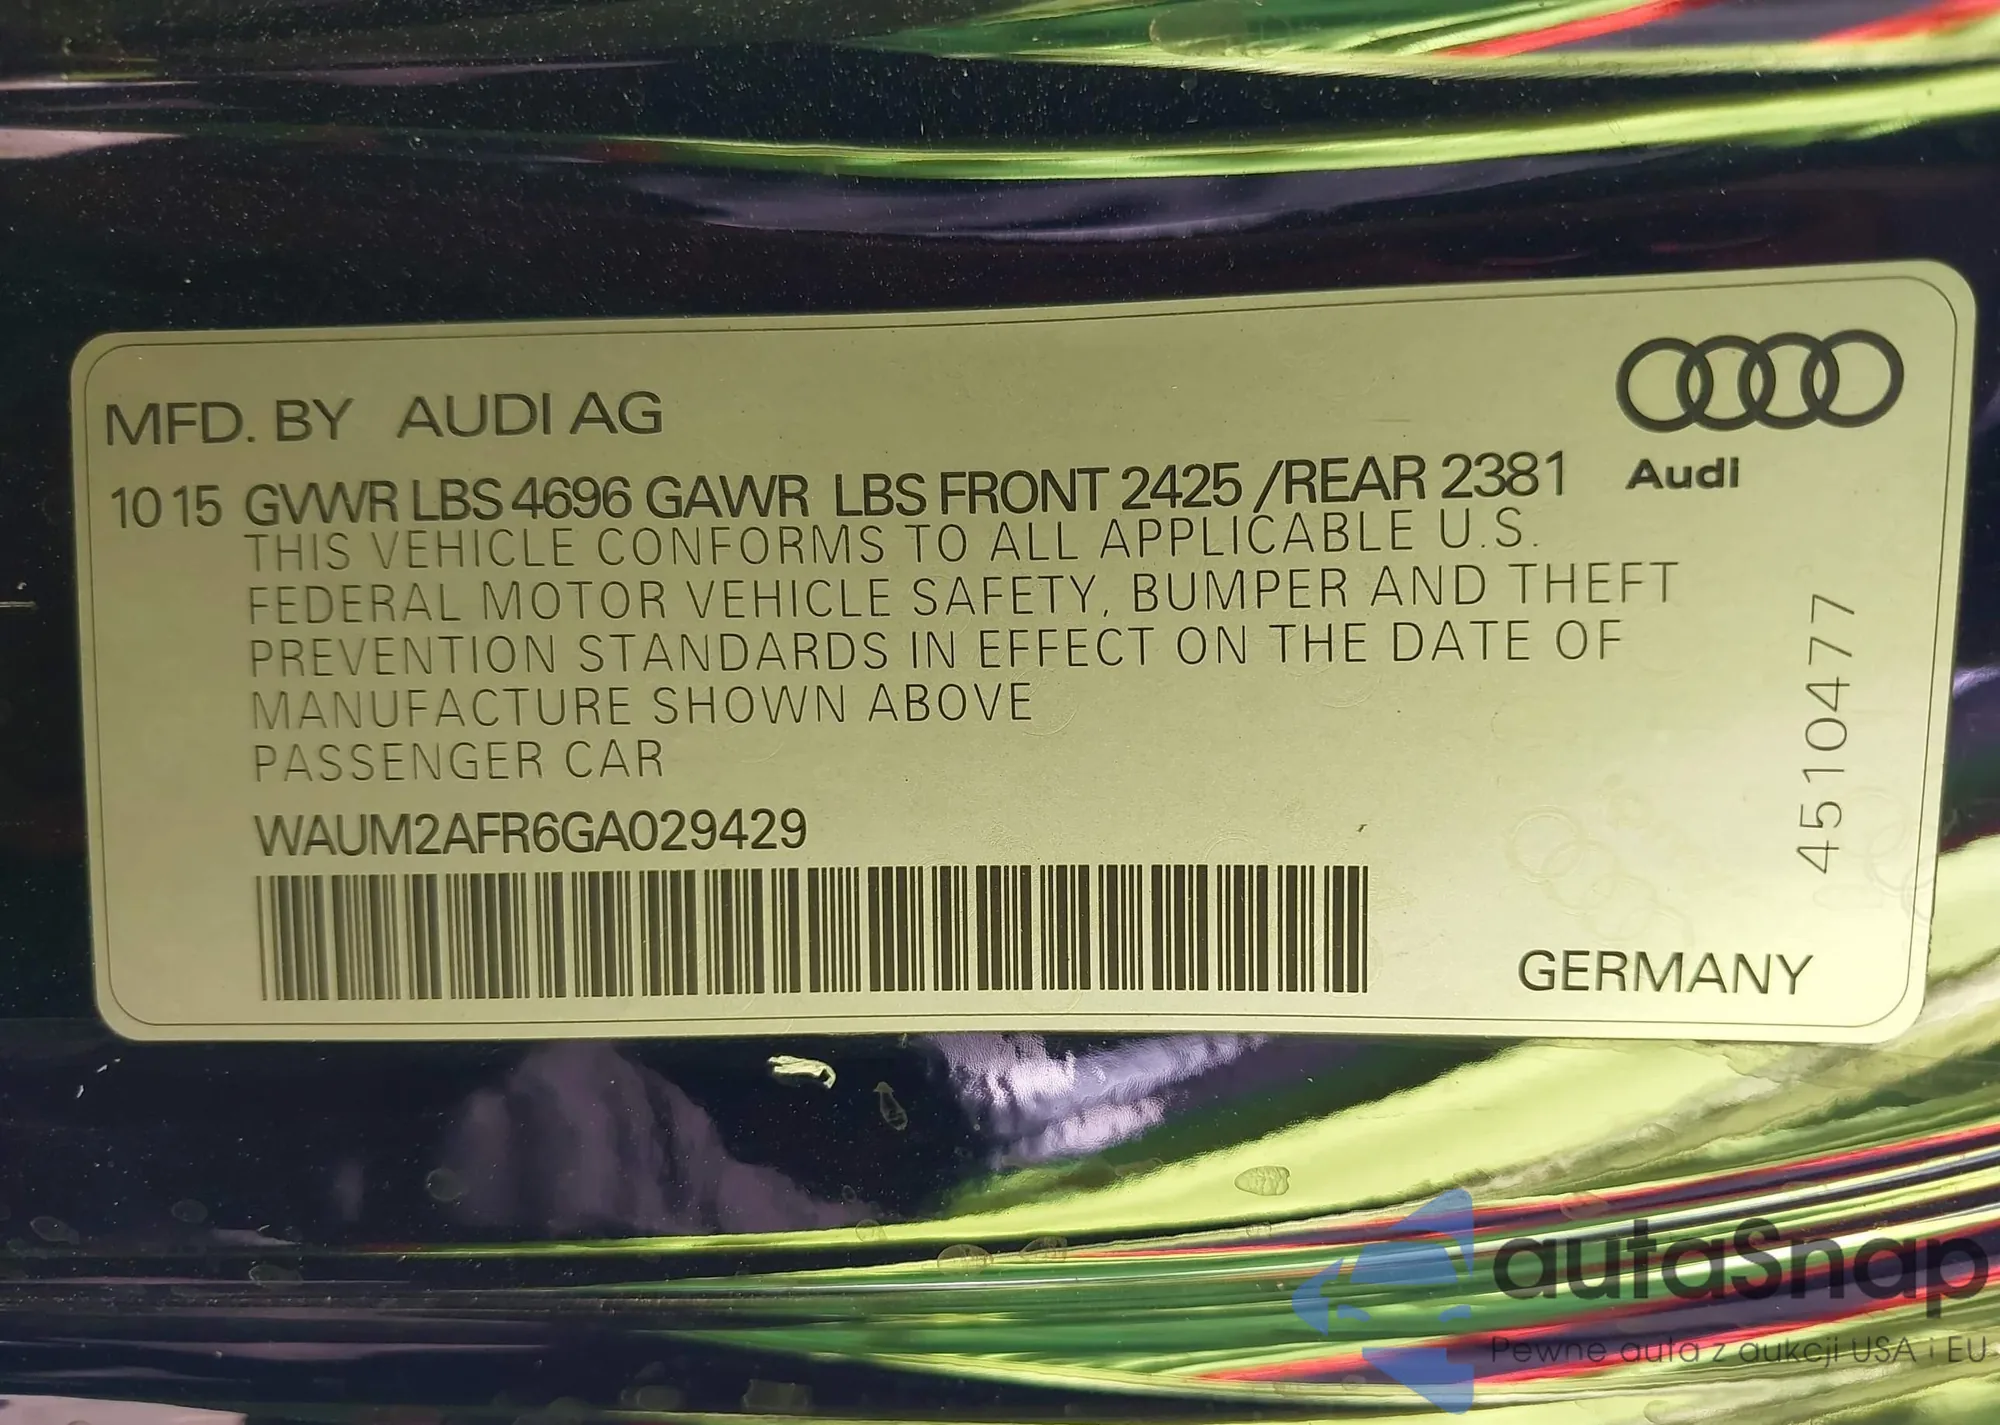 MFD. BY AUDI AG
10 15 GVWR LBS 4696 GAWR LBS FRONT 2425 /REAR 2381
Audi
THIS VEHICLE CONFORMS TO ALL APPLICABLE U.S.
FEDERAL MOTOR VEHICLE SAFETY, BUMPER AND THEFT
PREVENTION STANDARDS IN EFFECT ON THE DATE OF
MANUFACTURE SHOWN ABOVE
PASSENGER CAR
WAUM2AFR6GA029429
4510477
GERMANY
autaSnap
Pewne auta z aukcji USA i EU